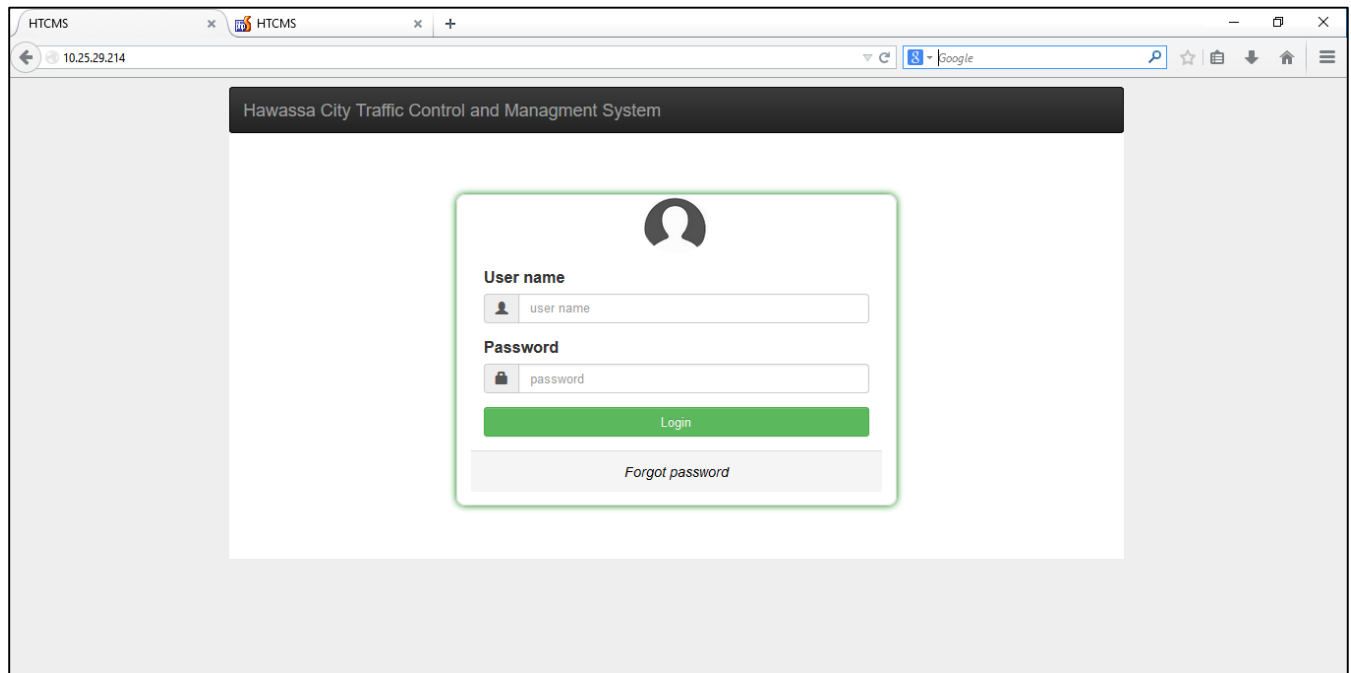 HTCMS
HTCMS
10.25.29.214
Google
Hawassa City Traffic Control and Managment System
User name
user name
Password
password
Login
Forgot password